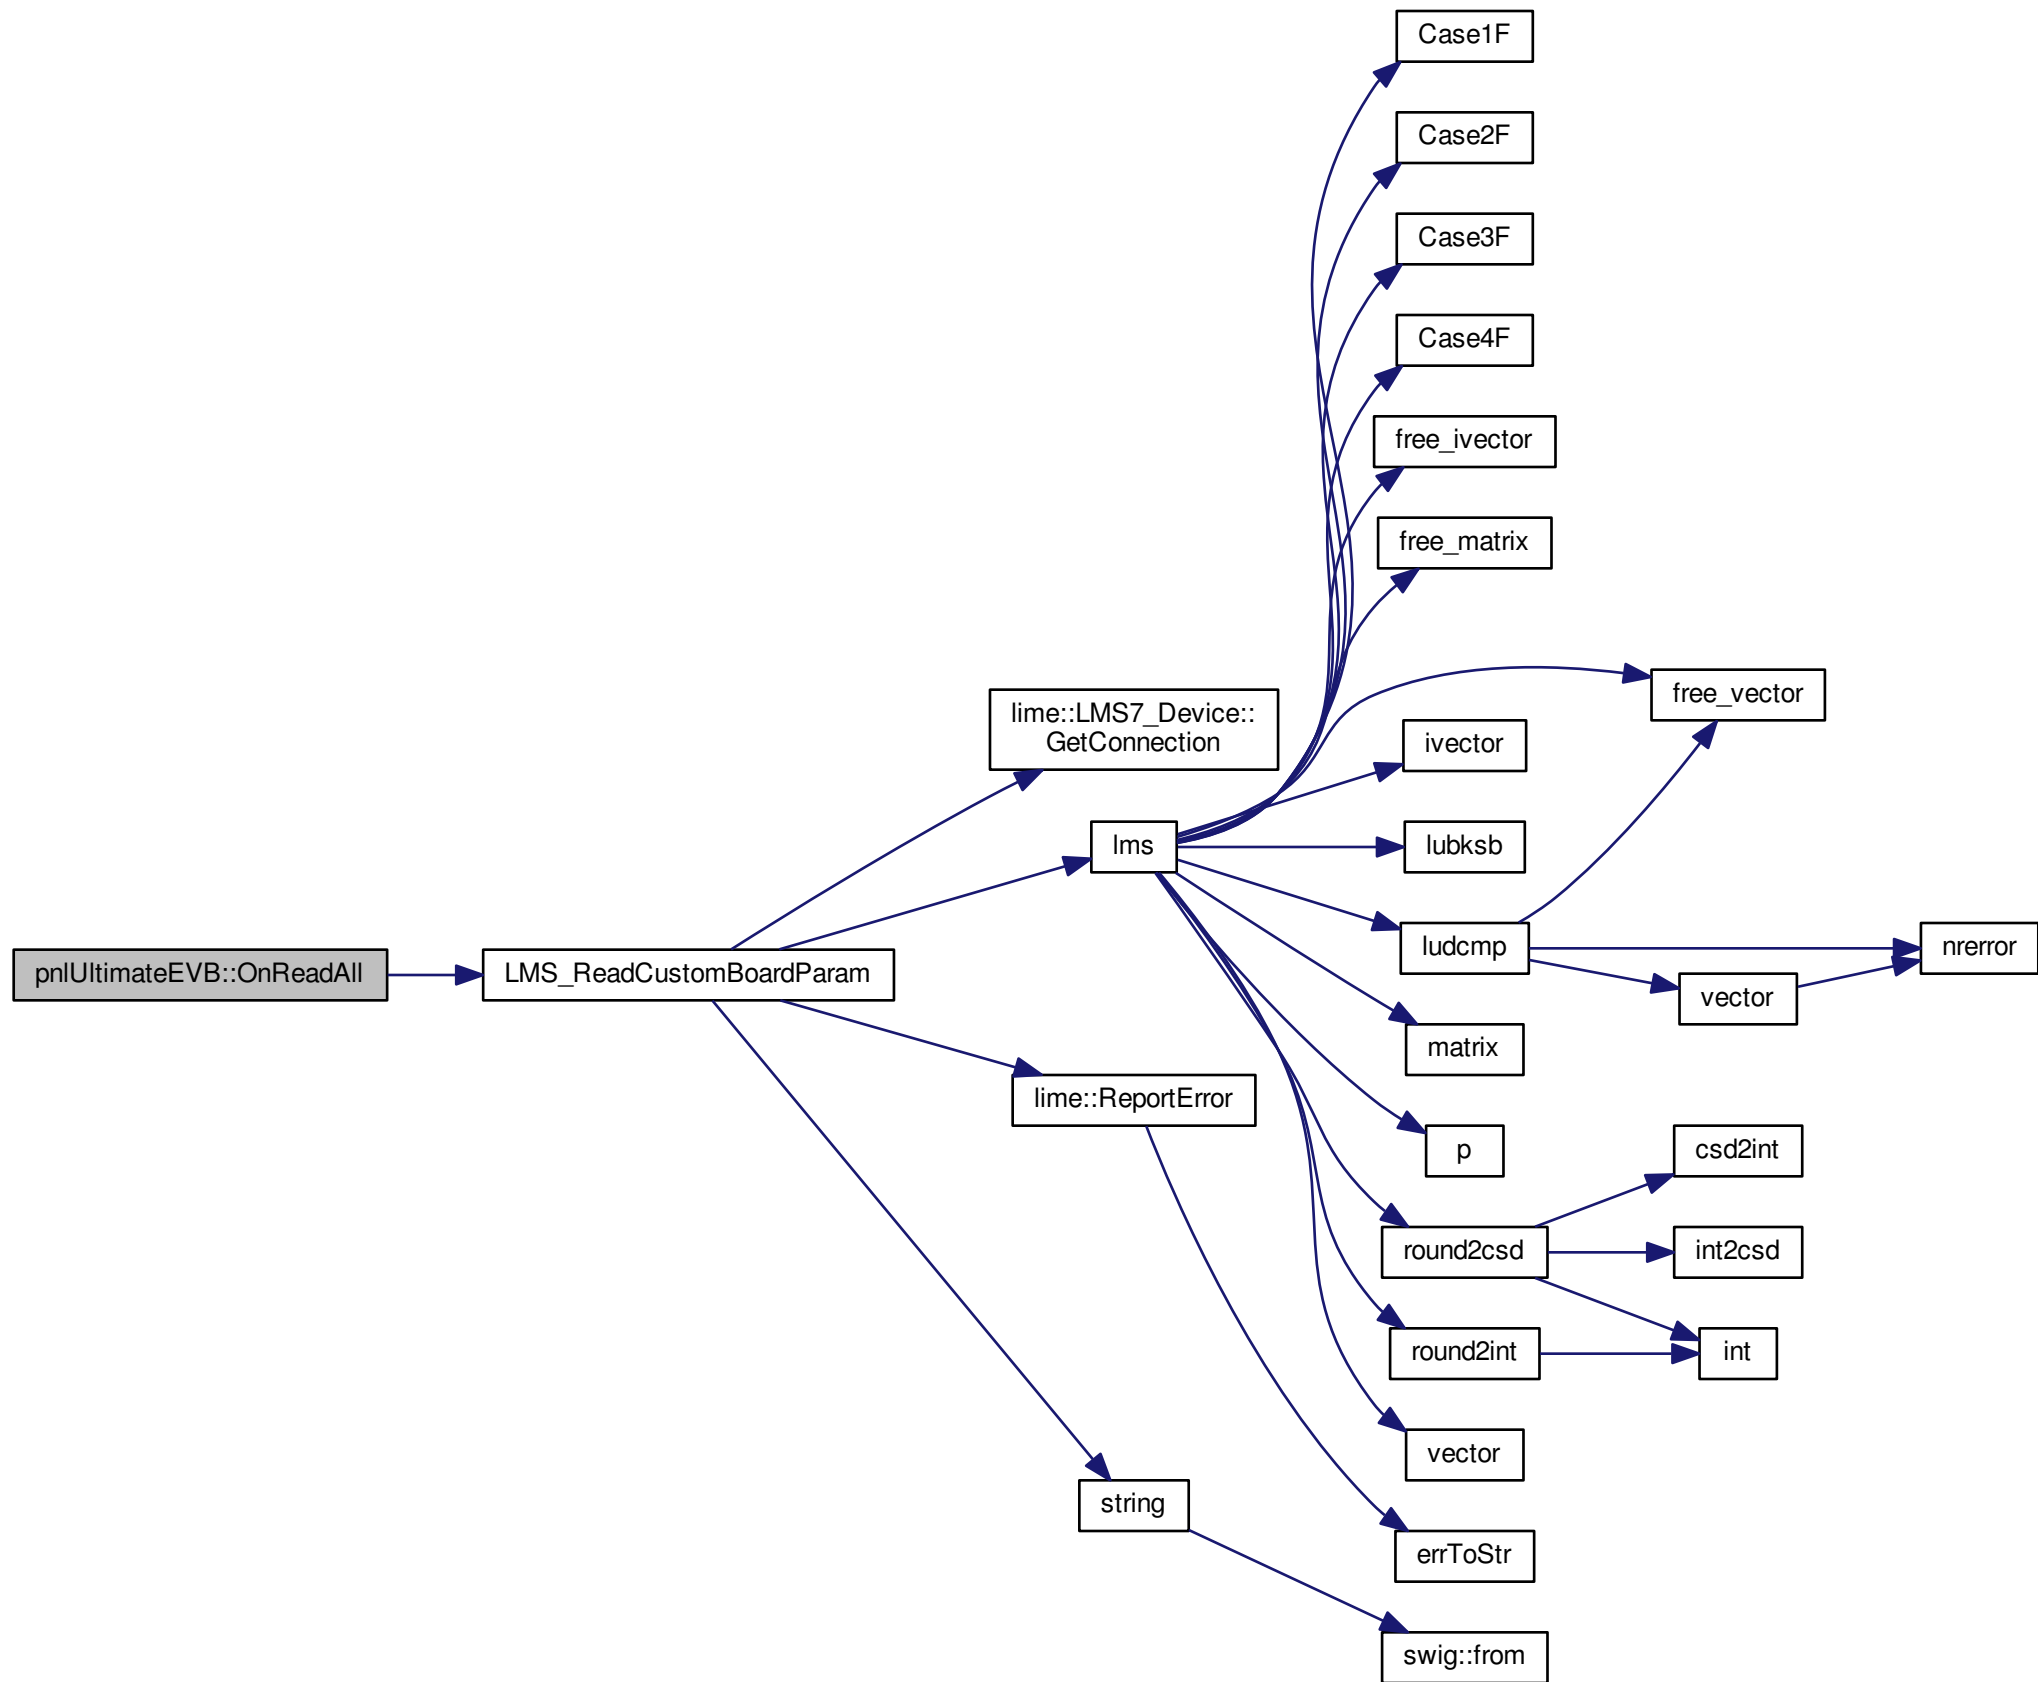 Case1F
Case2F
Case3F
Case4F
free_ivector
free_matrix
free_vector
lime::LMS7_Device::
GetConnection
ivector
lms
lubksb
pnlUltimateEVB::OnReadAll
LMS_ReadCustomBoardParam
ludcmp
nrerror
vector
matrix
lime::ReportError
p
csd2int
round2csd
int2csd
round2int
int
vector
string
errToStr
swig::from